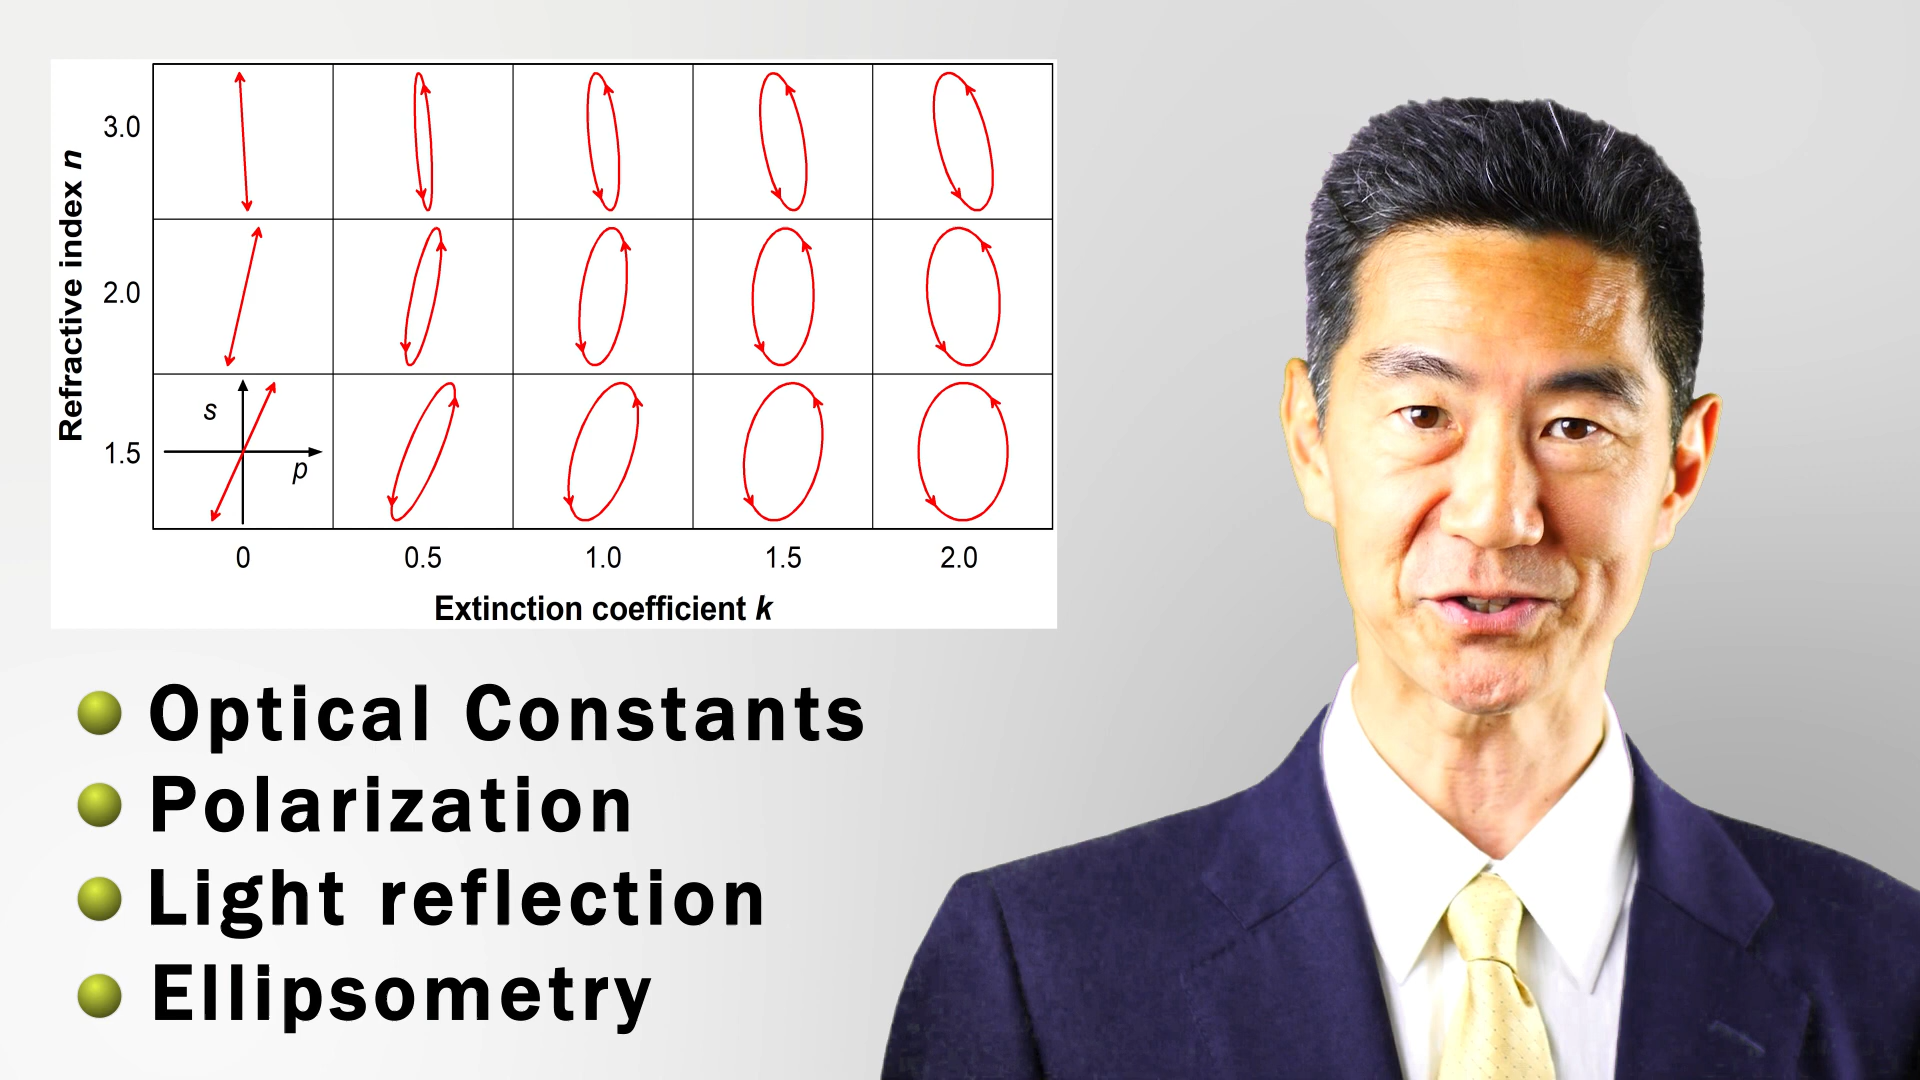 Refractive index n
3.0
2.0
1.5
s
p
0 0.5 1.0 1.5 2.0
Extinction coefficient k
Optical Constants
Polarization
Light reflection
Ellipsometry